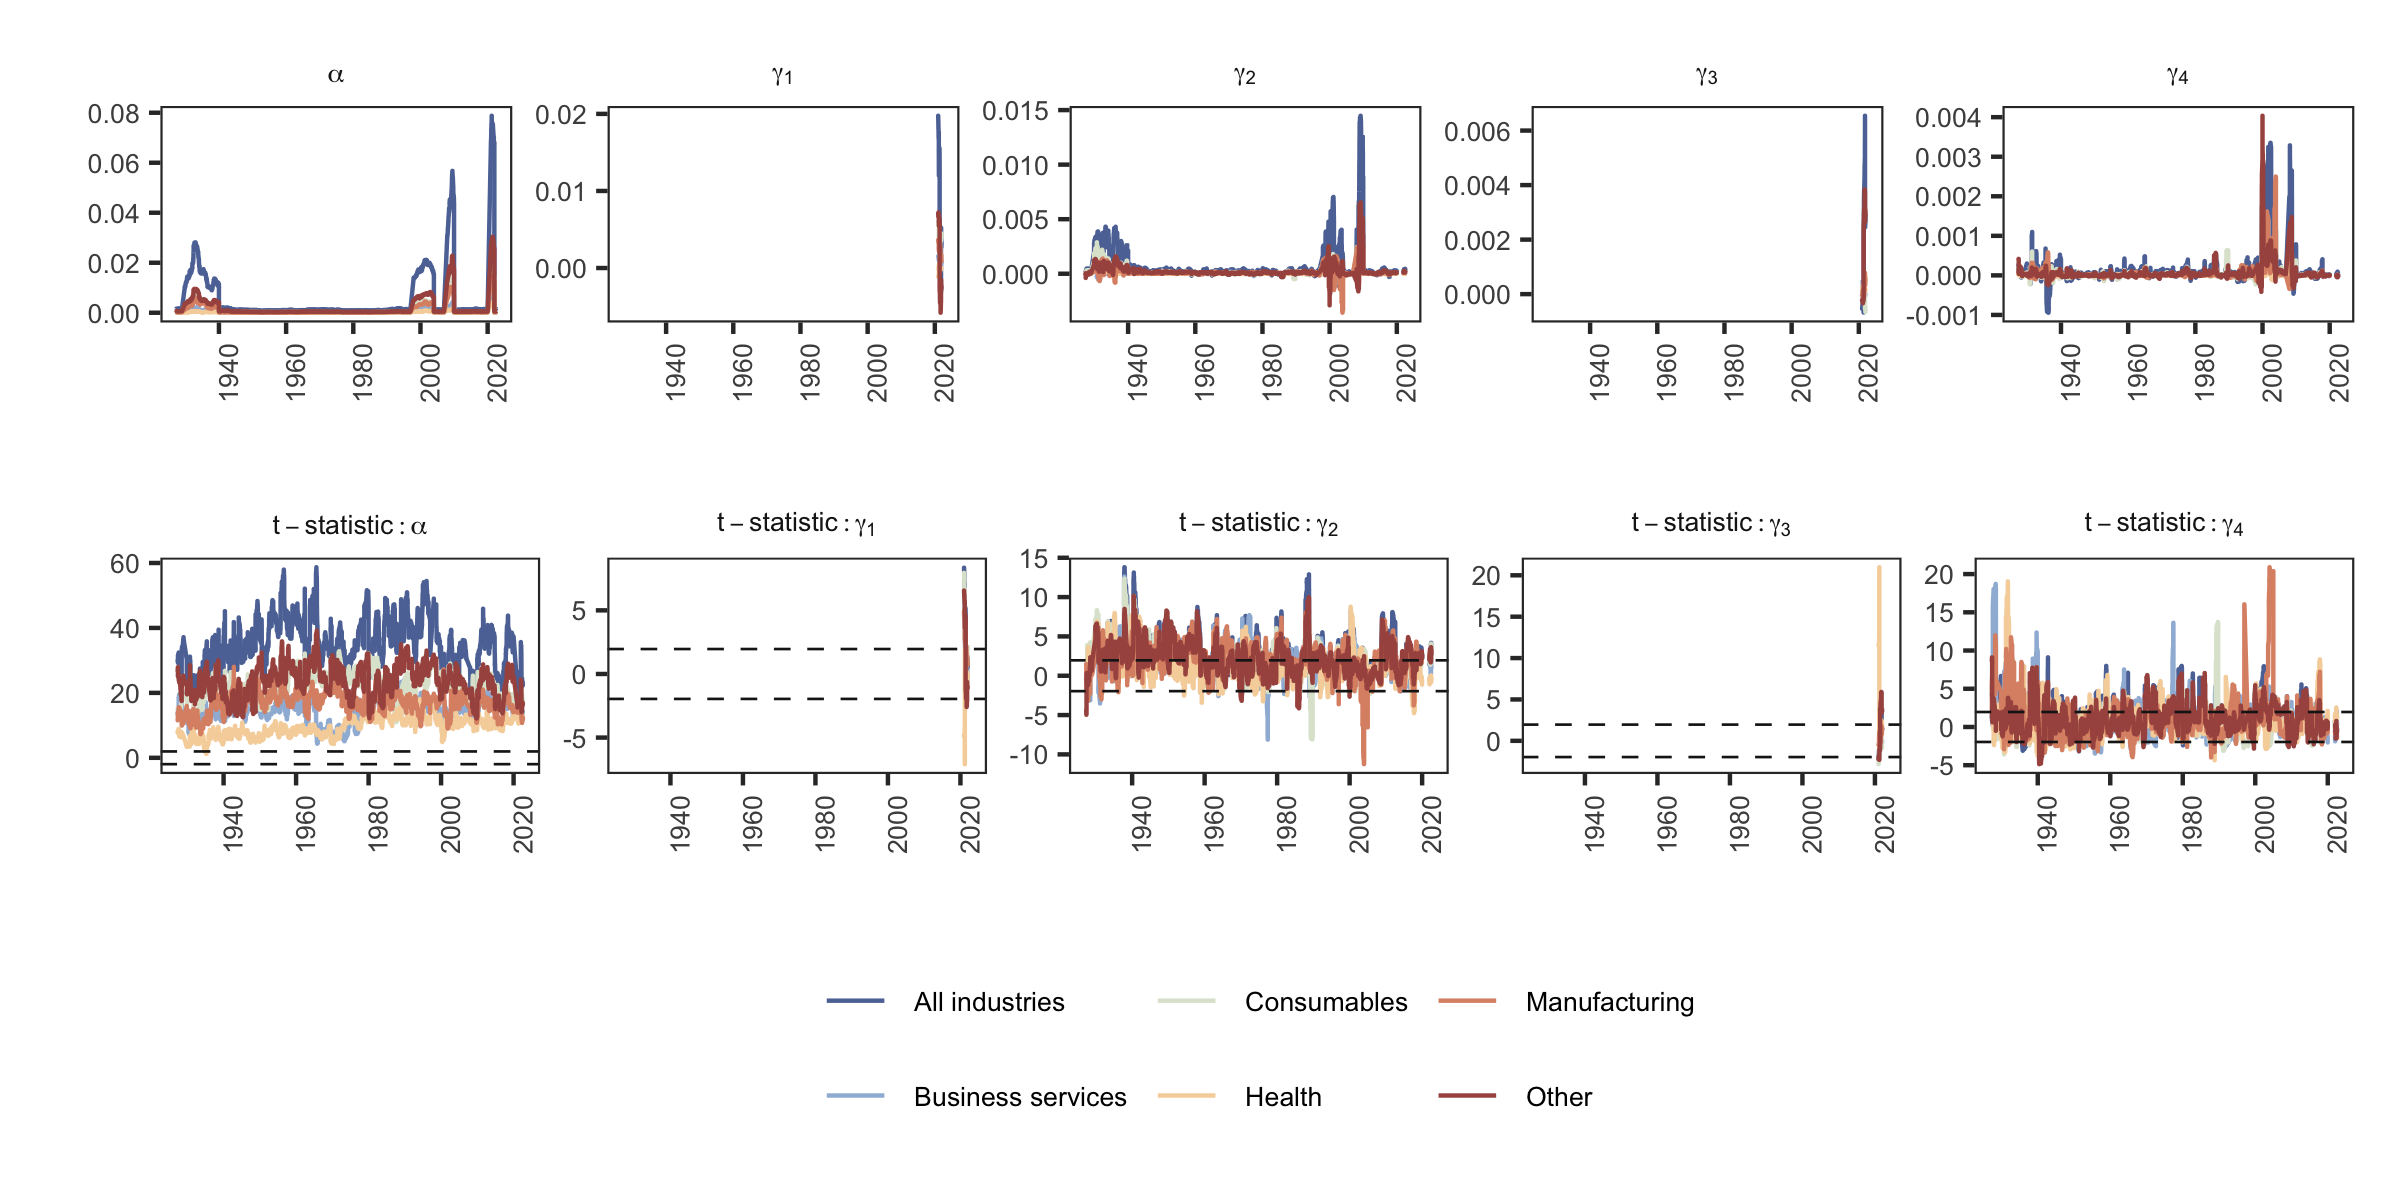 α
γ1
γ2
γ3
γ4
0.08
0.06
0.04
0.02
0.00
0.02
0.01
0.00
0.015
0.010
0.005
0.000
0.006
0.004
0.002
0.000
0.004
0.003
0.002
0.001
0.000
-0.001
1940 1960 1980 2000 2020
1940 1960 1980 2000 2020
1940 1960 1980 2000 2020
1940 1960 1980 2000 2020
1940 1960 1980 2000 2020
t – statistic : α
t – statistic : γ1
t – statistic : γ2
t – statistic : γ3
t – statistic : γ4
60
40
20
0
5
0
-5
15
10
5
0
-5
-10
20
15
10
5
0
20
15
10
5
0
-5
1940 1960 1980 2000 2020
1940 1960 1980 2000 2020
1940 1960 1980 2000 2020
1940 1960 1980 2000 2020
1940 1960 1980 2000 2020
All industries
Consumables
Manufacturing
Business services
Health
Other